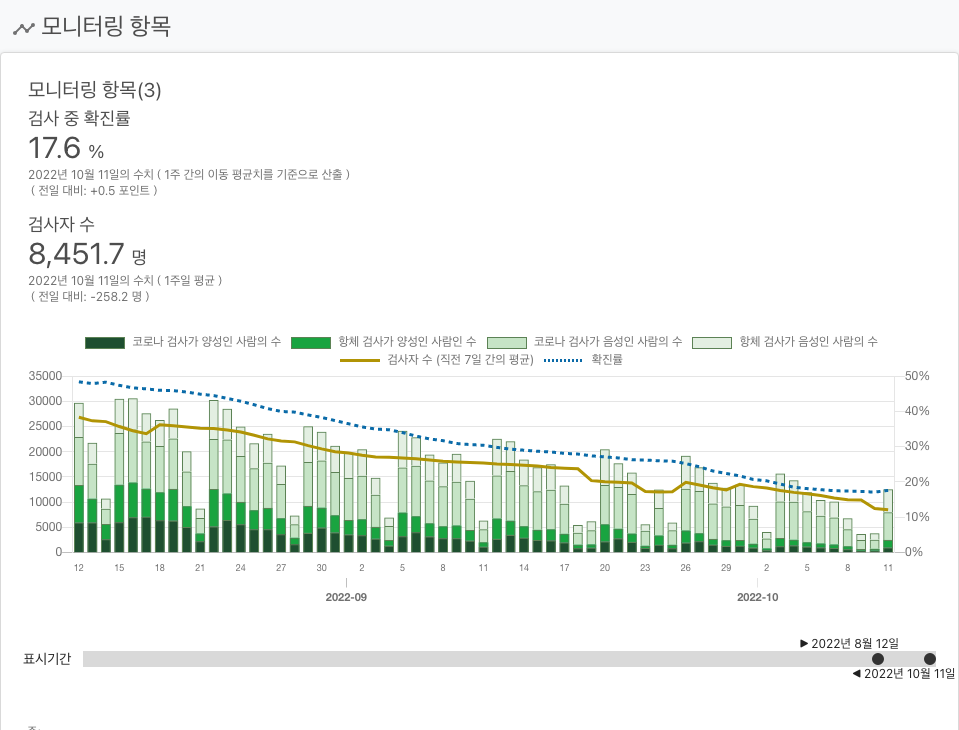 모니터링 항목
모니터링 항목(3)
검사 중 확진률
17.6 %
2022년 10월 11일의 수치 ( 1주 간의 이동 평균치를 기준으로 산출 )
( 전일 대비: +0.5 포인트 )
검사자 수
8,451.7 명
2022년 10월 11일의 수치 ( 1주일 평균 )
( 전일 대비: -258.2 명 )
코로나 검사가 양성인 사람의 수 항체 검사가 양성인 사람인 수 코로나 검사가 음성인 사람의 수 항체 검사가 음성인 사람의 수
검사자 수 (직전 7일 간의 평균) 확진률
35000 50%
30000 40%
25000 30%
20000 20%
15000 10%
10000 0%
5000
0
12 15 18 21 24 27 30 2 5 8 11 14 17 20 23 26 29 2 5 8 11
2022-09 2022-10
▶ 2022년 8월 12일
표시기간
◀ 2022년 10월 11일